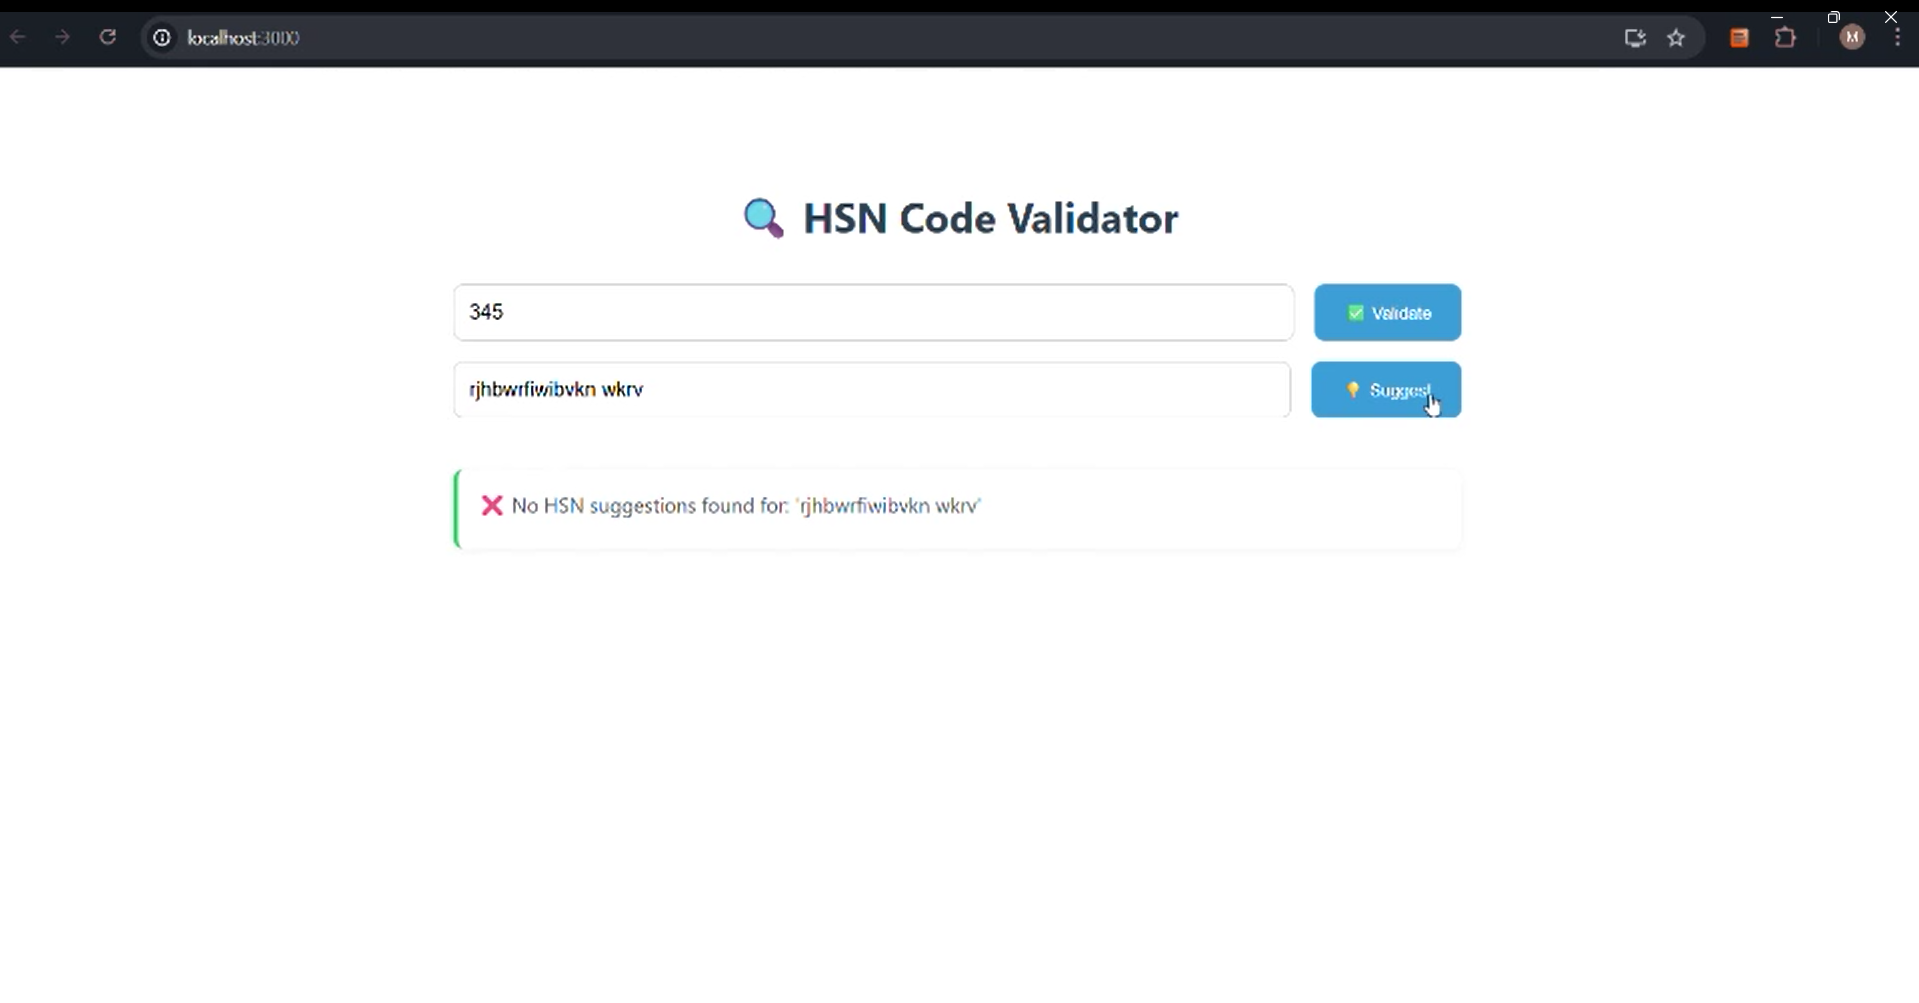 localhost:3000
M
HSN Code Validator
345
Validate
rjhbwrfiwibvkn wkrv
Suggest
No HSN suggestions found for: 'rjhbwrfiwibvkn wkrv'